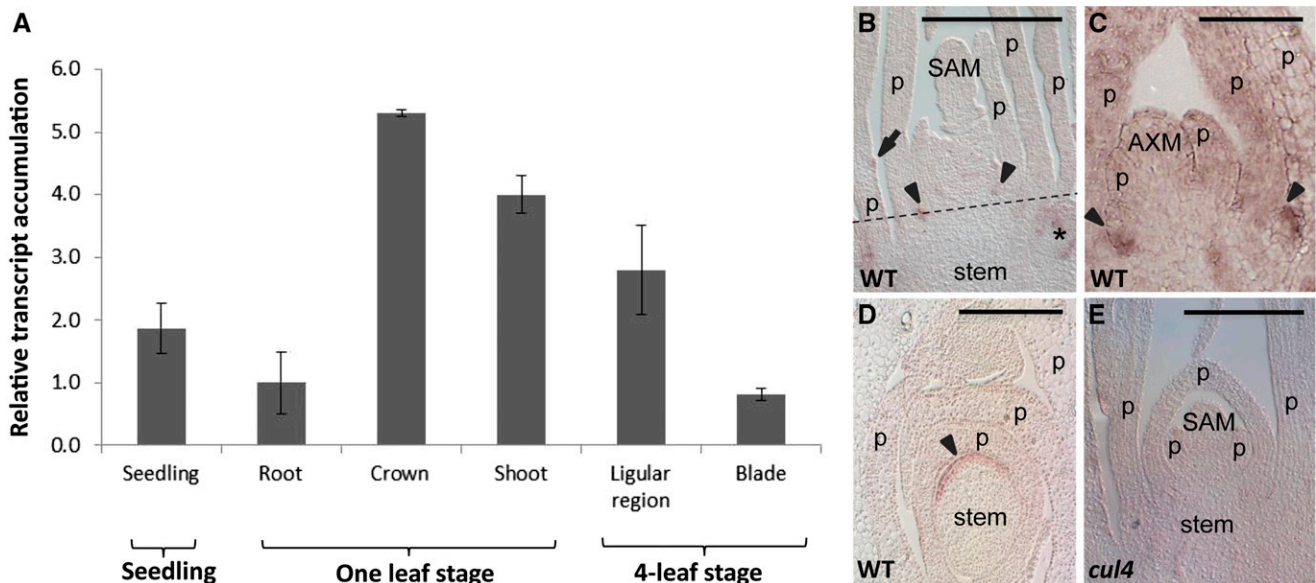 A
Relative transcript accumulation
6.0
5.0
4.0
3.0
2.0
1.0
0.0
Seedling
Root
Crown
Shoot
Ligular
region
Blade
Seedling
One leaf stage
4-leaf stage
B
SAM
p
p
p
p
p
*
stem
WT
C
p
p
p
p
AXM
p
WT
D
p
p
p
p
stem
WT
E
p
p
SAM
p
p
p
stem
cul4